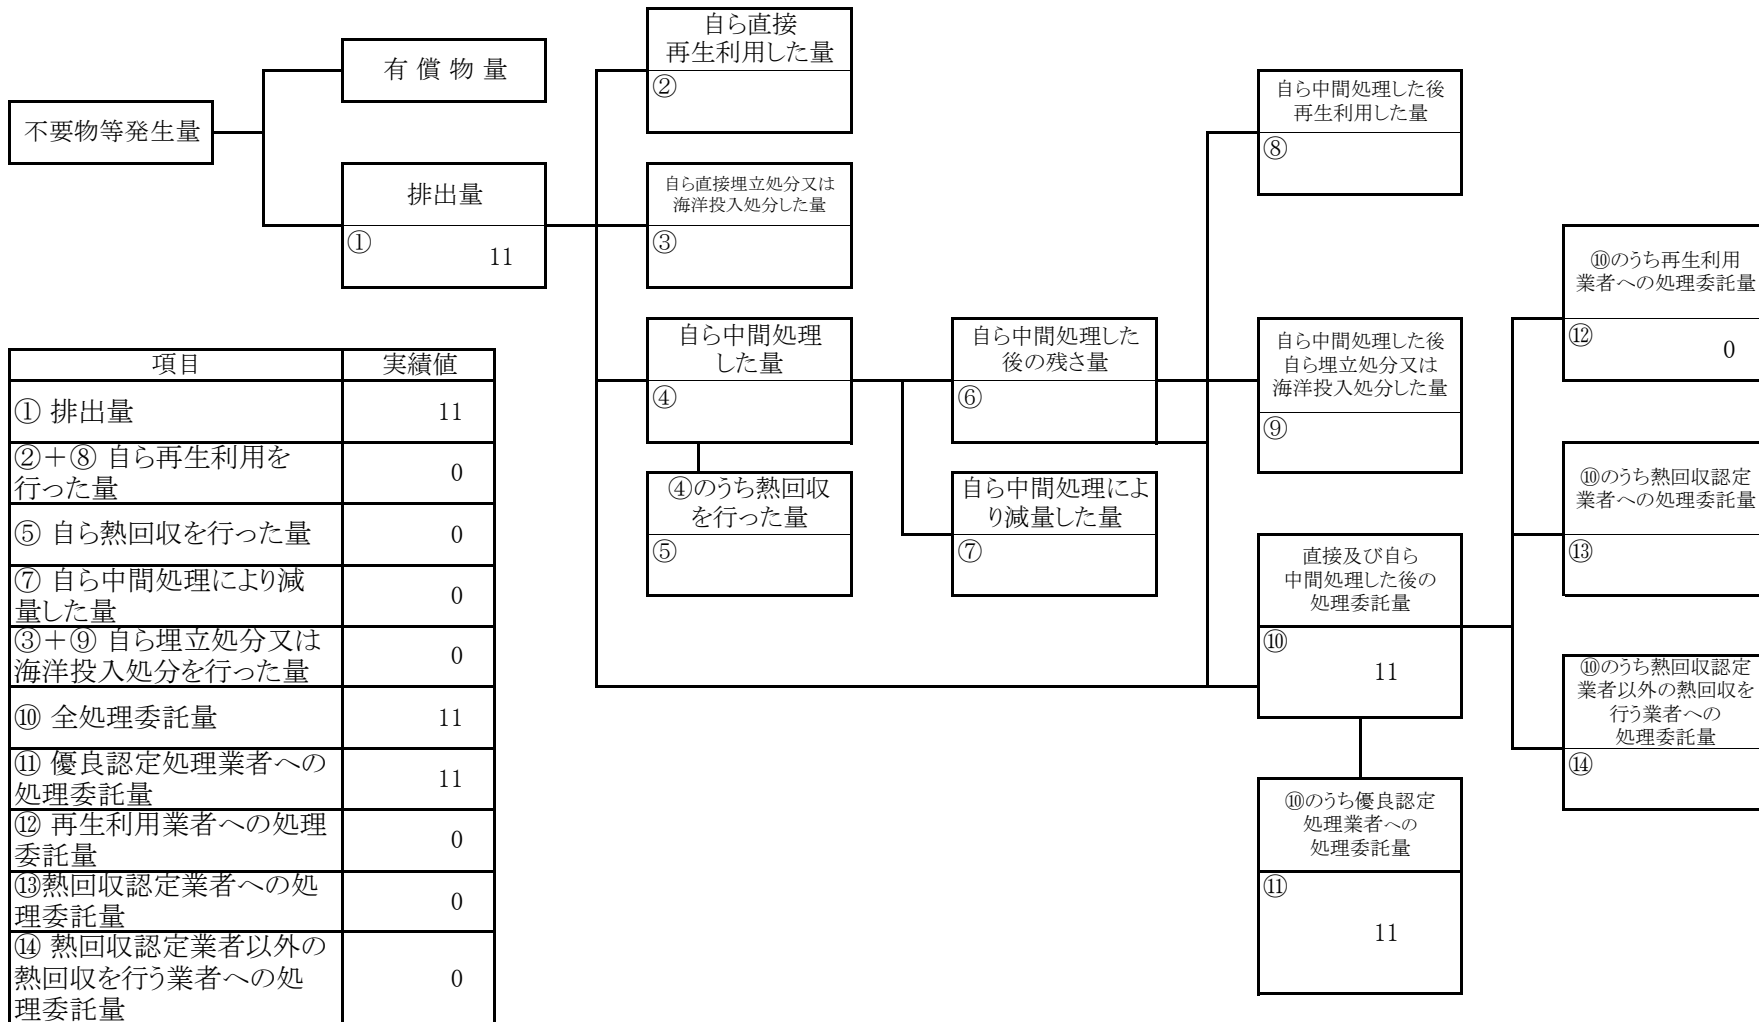 自ら直接
再生利用した量
②
有 償 物 量
不要物等発生量
自ら中間処理した後
再生利用した量
⑧
排出量
①
11
自ら直接埋立処分又は
海洋投入処分した量
③
⑩のうち再生利用
業者への処理委託量
⑫
0
自ら中間処理
した量
④
自ら中間処理した
後の残さ量
⑥
自ら中間処理した後
自ら埋立処分又は
海洋投入処分した量
⑨
④のうち熱回収
を行った量
⑤
自ら中間処理によ
り減量した量
⑦
⑩のうち熱回収認定
業者への処理委託量
⑬
直接及び自ら
中間処理した後の
処理委託量
⑩
11
⑩のうち熱回収認定
業者以外の熱回収を
行う業者への
処理委託量
⑭
⑩のうち優良認定
処理業者への
処理委託量
⑪
11
項目 実績値
① 排出量 11
②＋⑧ 自ら再生利用を
行った量 0
⑤ 自ら熱回収を行った量 0
⑦ 自ら中間処理により減
量した量 0
③＋⑨ 自ら埋立処分又は
海洋投入処分を行った量 0
⑩ 全処理委託量 11
⑪ 優良認定処理業者への
処理委託量 11
⑫ 再生利用業者への処理
委託量 0
⑬熱回収認定業者への処
理委託量 0
⑭ 熱回収認定業者以外の
熱回収を行う業者への処
理委託量 0